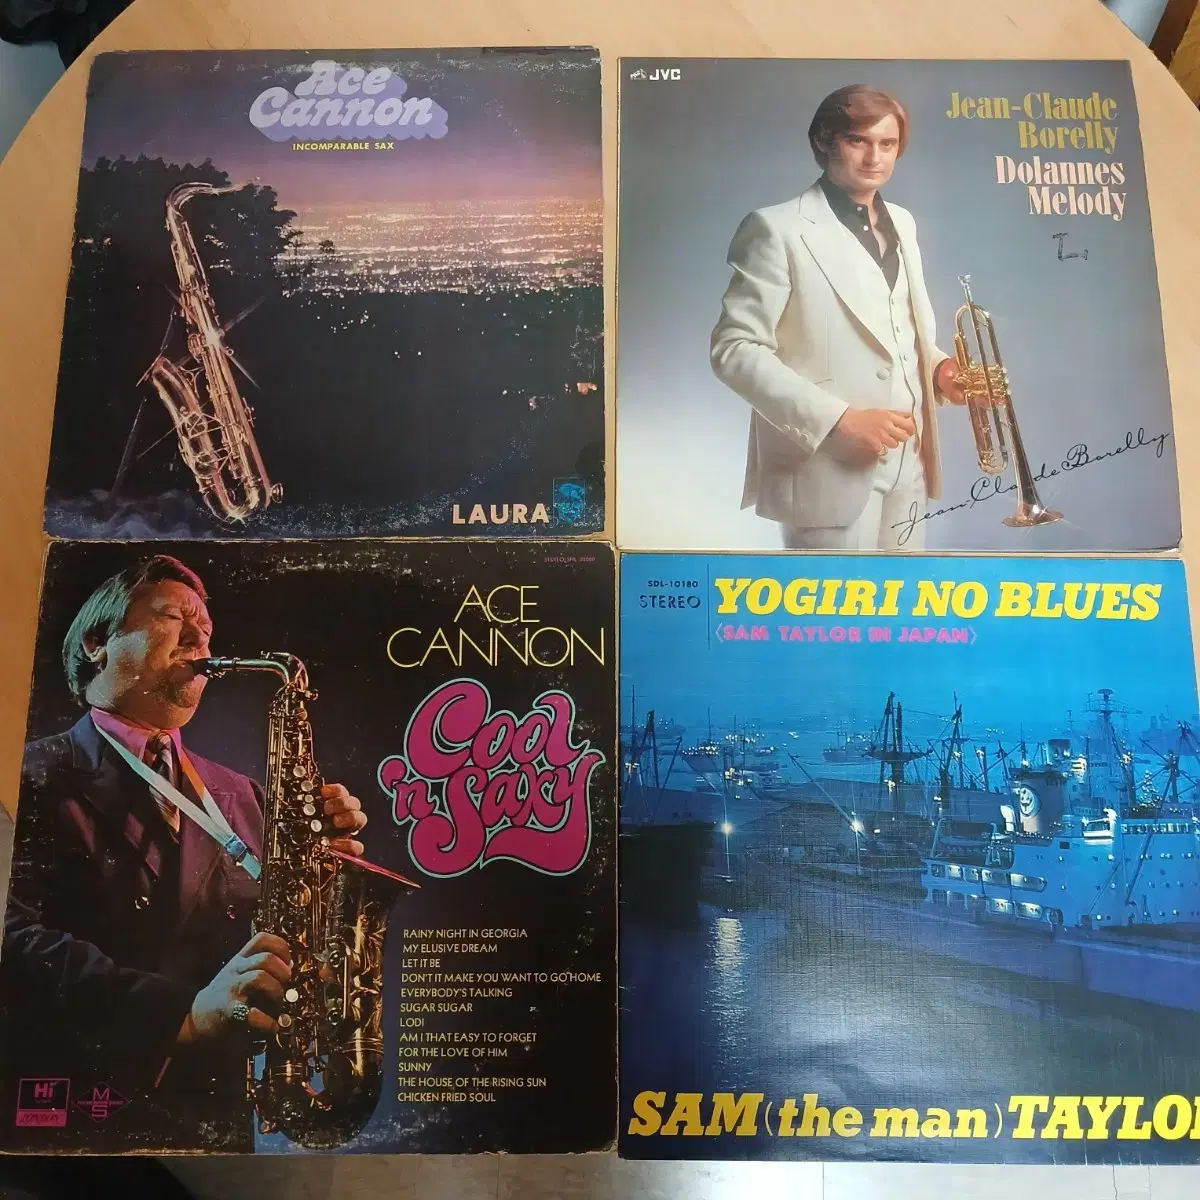 Ace
Cannon
INCOMPARABLE SAX
LAURA
JVC
Jean-Claude
Borelly
Dolannes
Melody
Jean-Claude Borelly
ACE
CANNON
Cool
'n Saxy
RAINY NIGHT IN GEORGIA
MY ELUSIVE DREAM
LET IT BE
DON'T IT MAKE YOU WANT TO GO HOME
EVERYBODY'S TALKING
SUGAR SUGAR
LODI
AM I THAT EASY TO FORGET
FOR THE LOVE OF HIM
SUNNY
THE HOUSE OF THE RISING SUN
CHICKEN FRIED SOUL
Hi
LONDON
M
S
SDL-10180
STEREO
YOGIRI NO BLUES
〈SAM TAYLOR IN JAPAN〉
SAM (the man) TAYLO